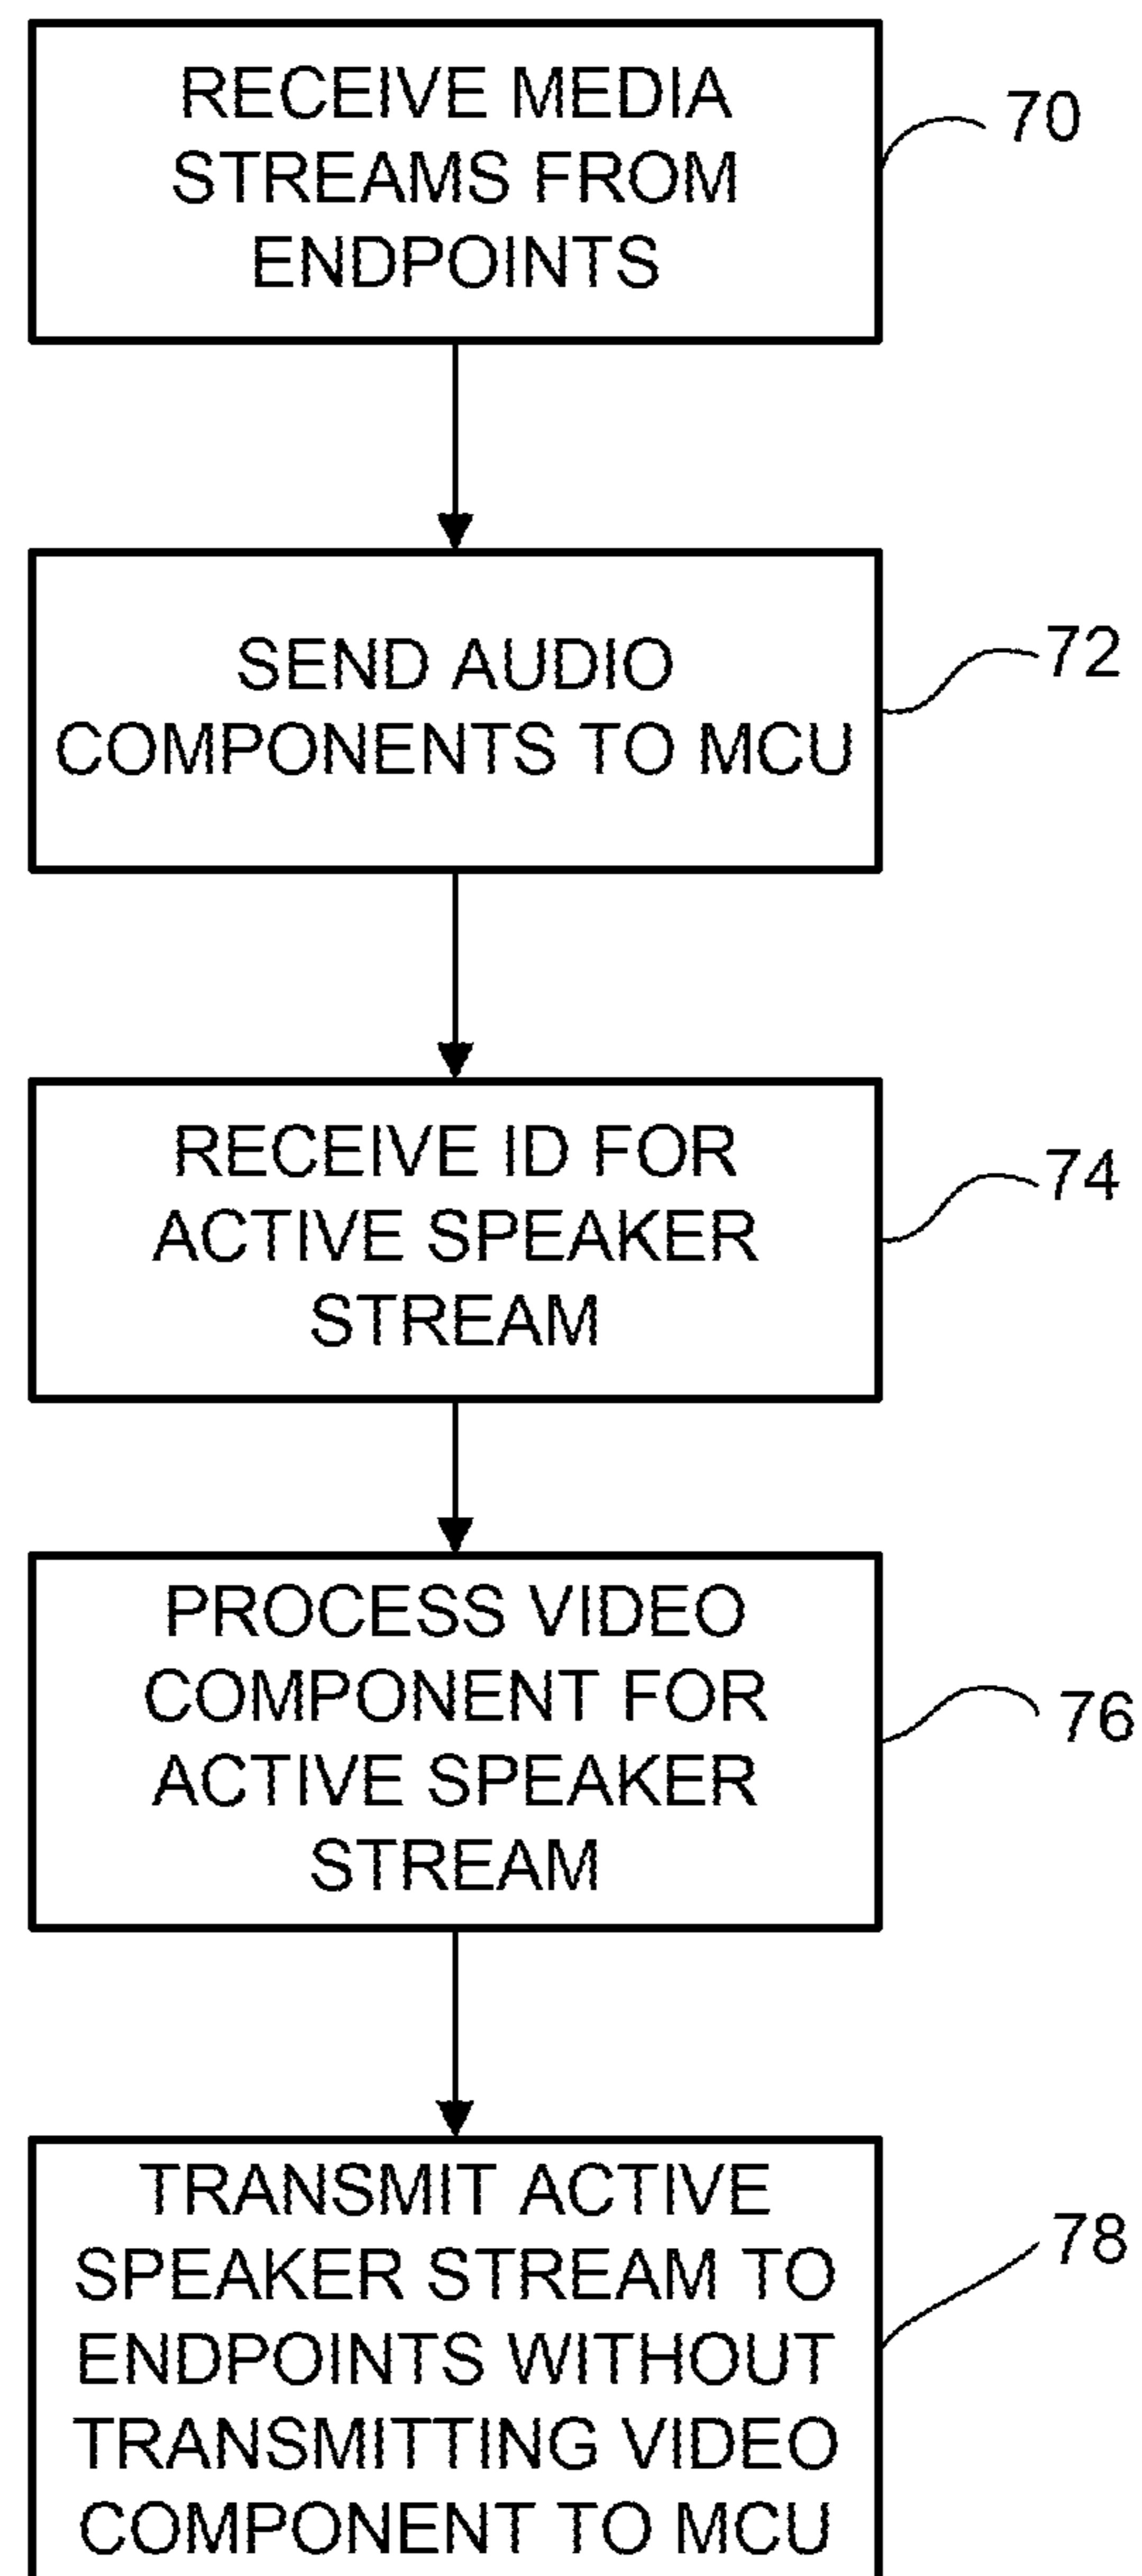 RECEIVE MEDIA
STREAMS FROM
ENDPOINTS
70
SEND AUDIO
COMPONENTS TO MCU
72
RECEIVE ID FOR
ACTIVE SPEAKER
STREAM
74
PROCESS VIDEO
COMPONENT FOR
ACTIVE SPEAKER
STREAM
76
TRANSMIT ACTIVE
SPEAKER STREAM TO
ENDPOINTS WITHOUT
TRANSMITTING VIDEO
COMPONENT TO MCU
78